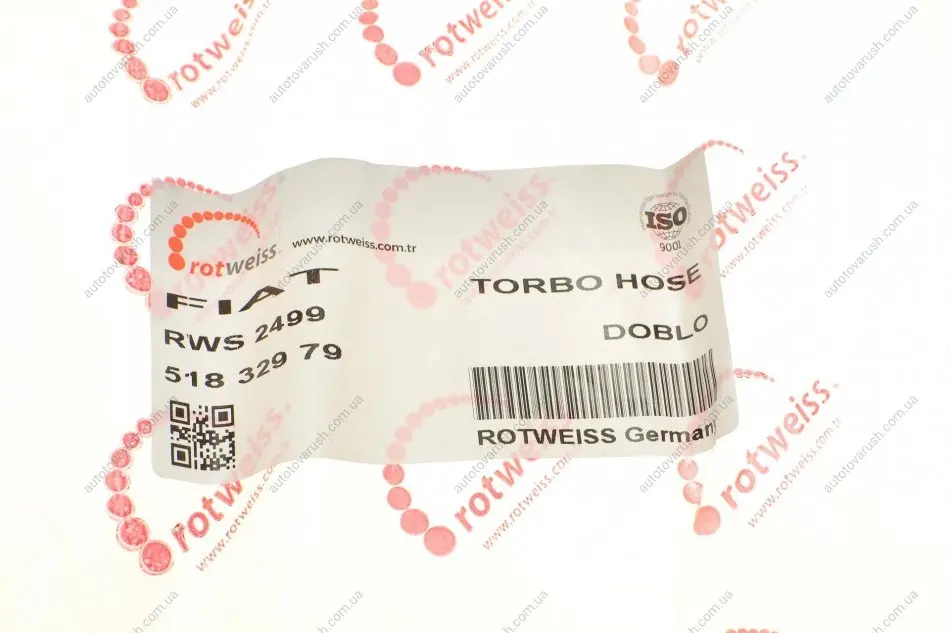 rotweiss.
www.rotweiss.com.tr
FIAT
RWS 2499
518 329 79
ISO
9001
TORBO HOSE
DOBLO
ROTWEISS Germany
rotweiss.
www.rotweiss.com
autotovarush.com.ua